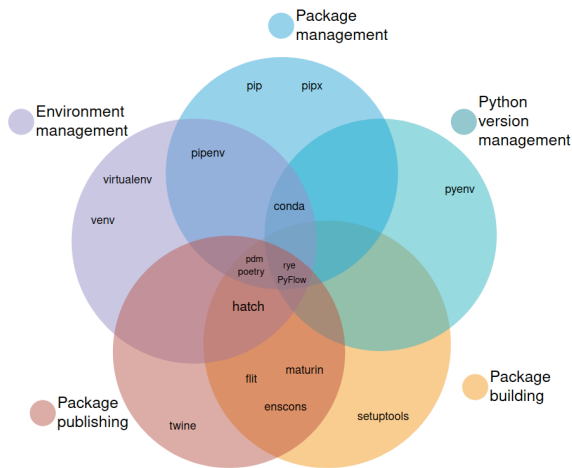 Package
management
Environment
management
Python
version
management
pip
pipx
pipenv
virtualenv
venv
conda
pyenv
pdm
poetry
rye
PyFlow
hatch
flit
maturin
enscons
twine
setuptools
Package
publishing
Package
building